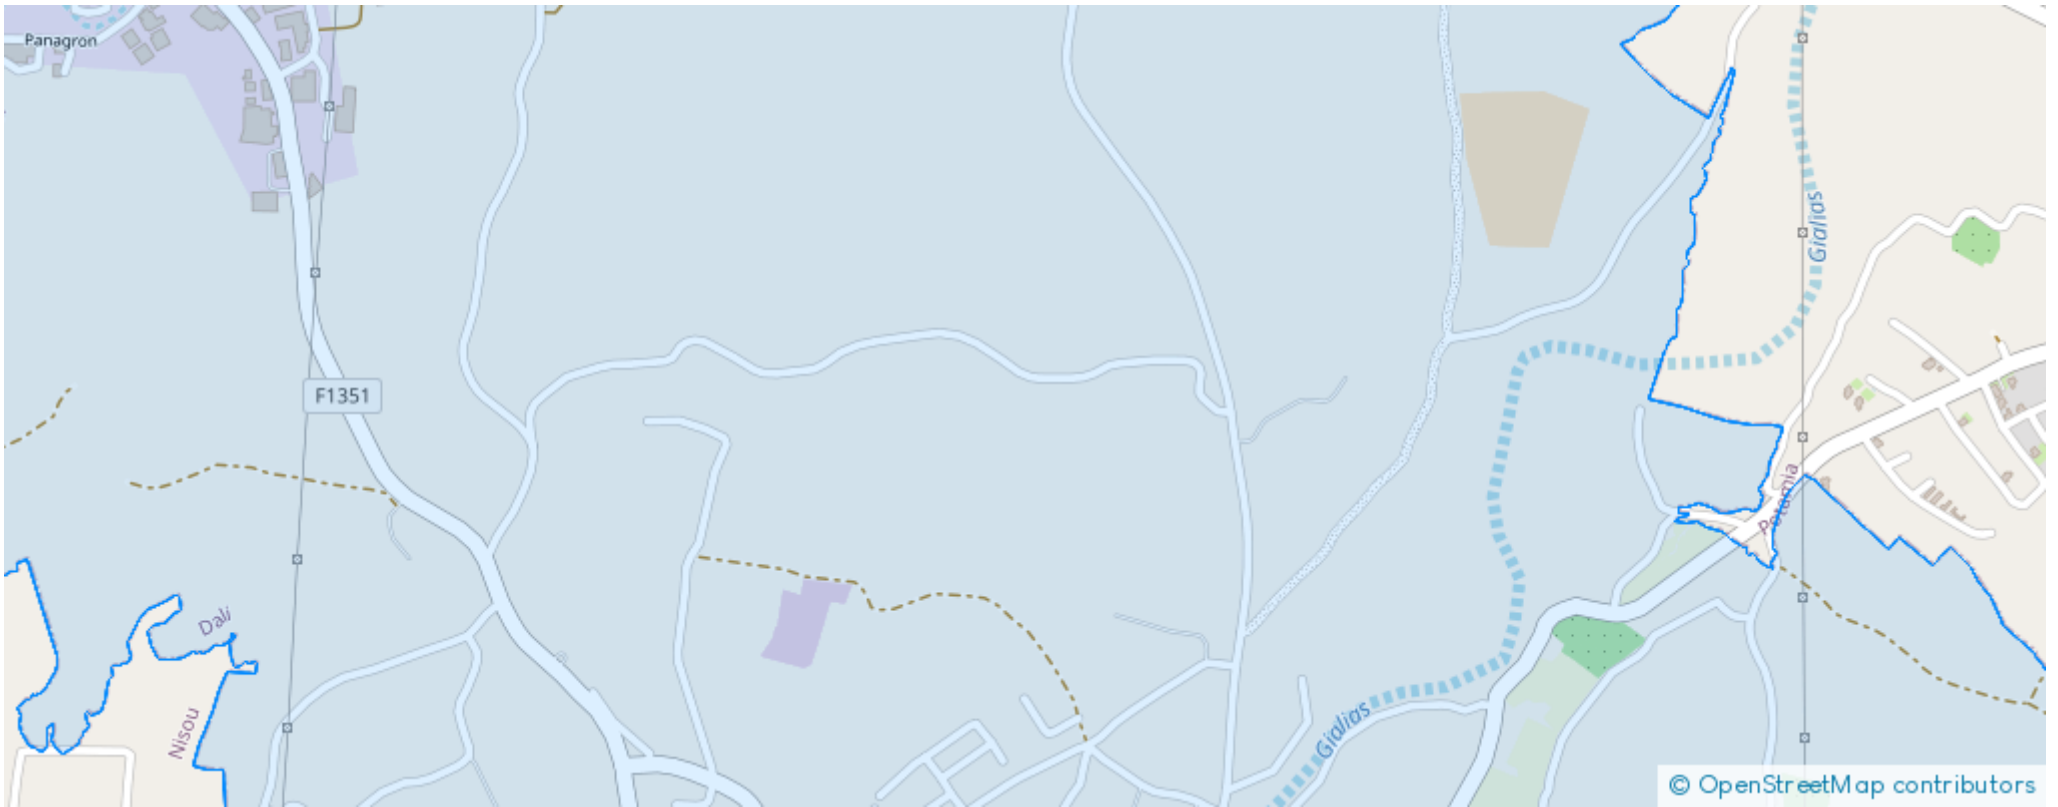 Panagron
Gialias
F1351
Potamia
Dali
Nisou
Gialias
© OpenStreetMap contributors